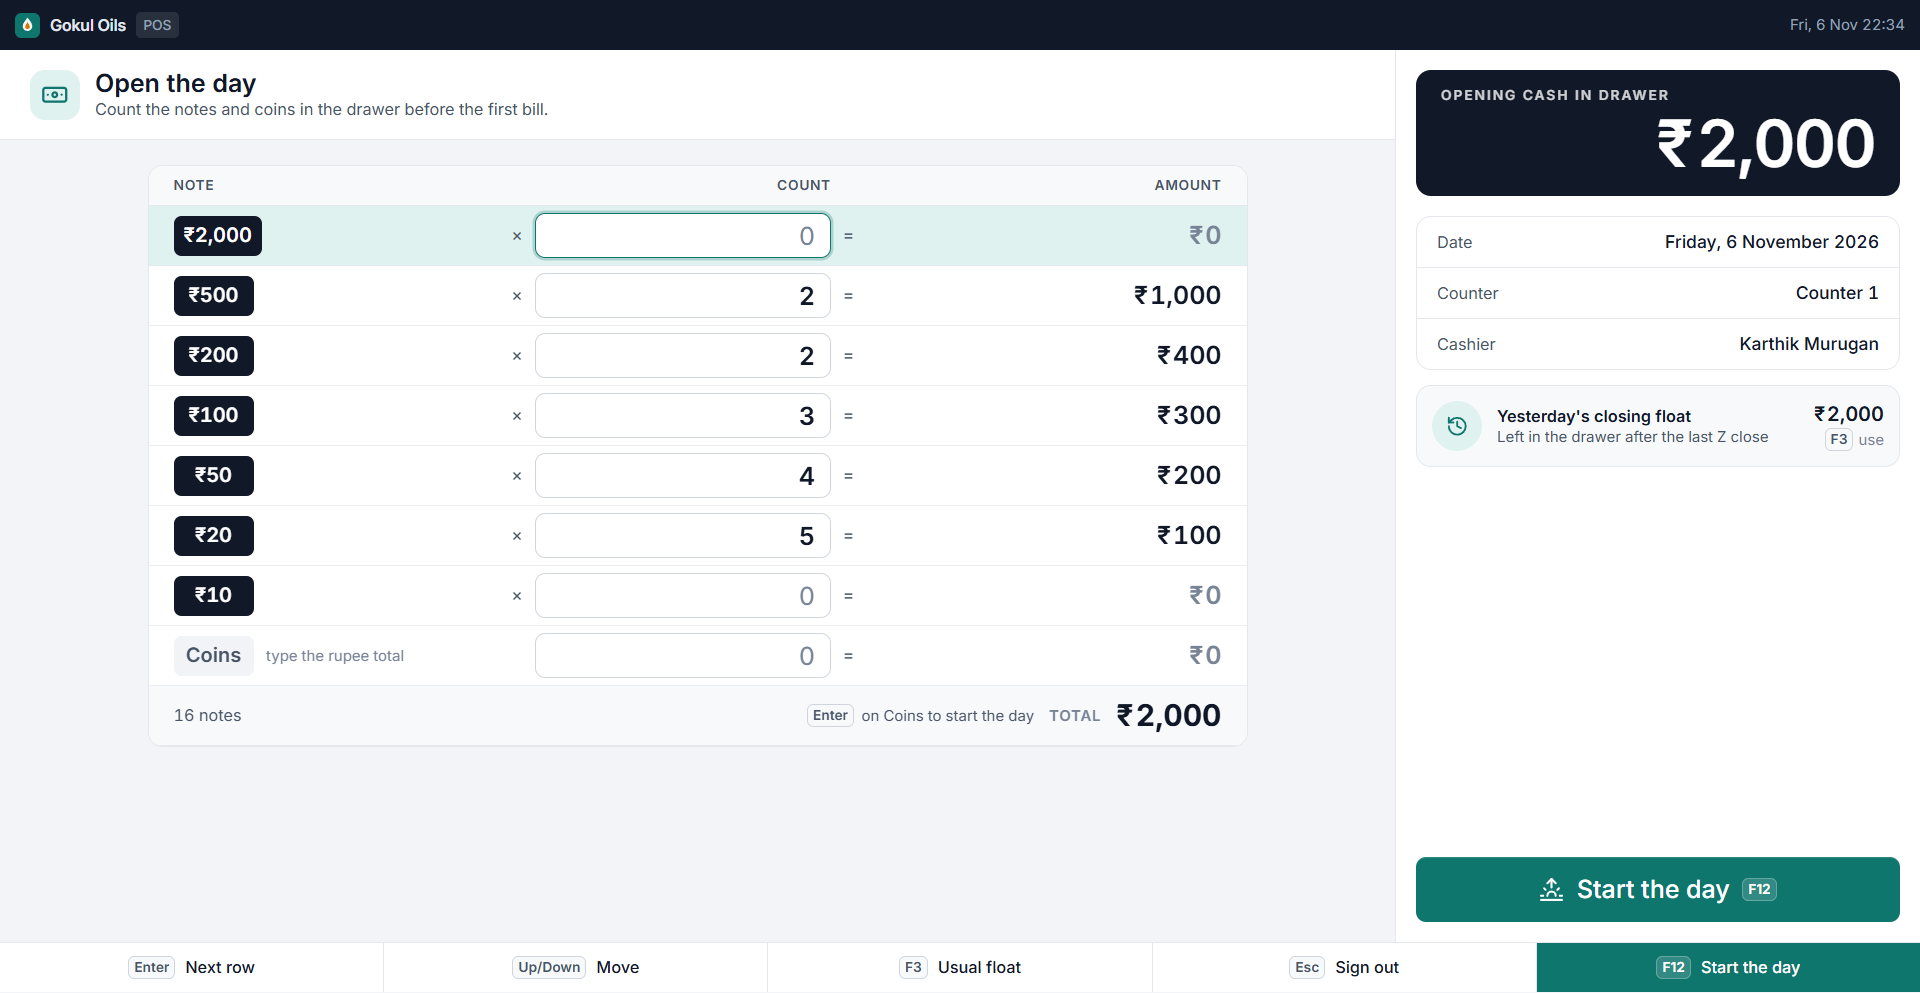 Gokul Oils POS
Fri, 6 Nov 22:34
Open the day
Count the notes and coins in the drawer before the first bill.
NOTE COUNT AMOUNT
₹2,000 × 0 = ₹0
₹500 × 2 = ₹1,000
₹200 × 2 = ₹400
₹100 × 3 = ₹300
₹50 × 4 = ₹200
₹20 × 5 = ₹100
₹10 × 0 = ₹0
Coins type the rupee total 0 = ₹0
16 notes Enter on Coins to start the day TOTAL ₹2,000
OPENING CASH IN DRAWER
₹2,000
Date Friday, 6 November 2026
Counter Counter 1
Cashier Karthik Murugan
Yesterday's closing float ₹2,000
Left in the drawer after the last Z close F3 use
Start the day F12
Enter Next row Up/Down Move F3 Usual float Esc Sign out F12 Start the day